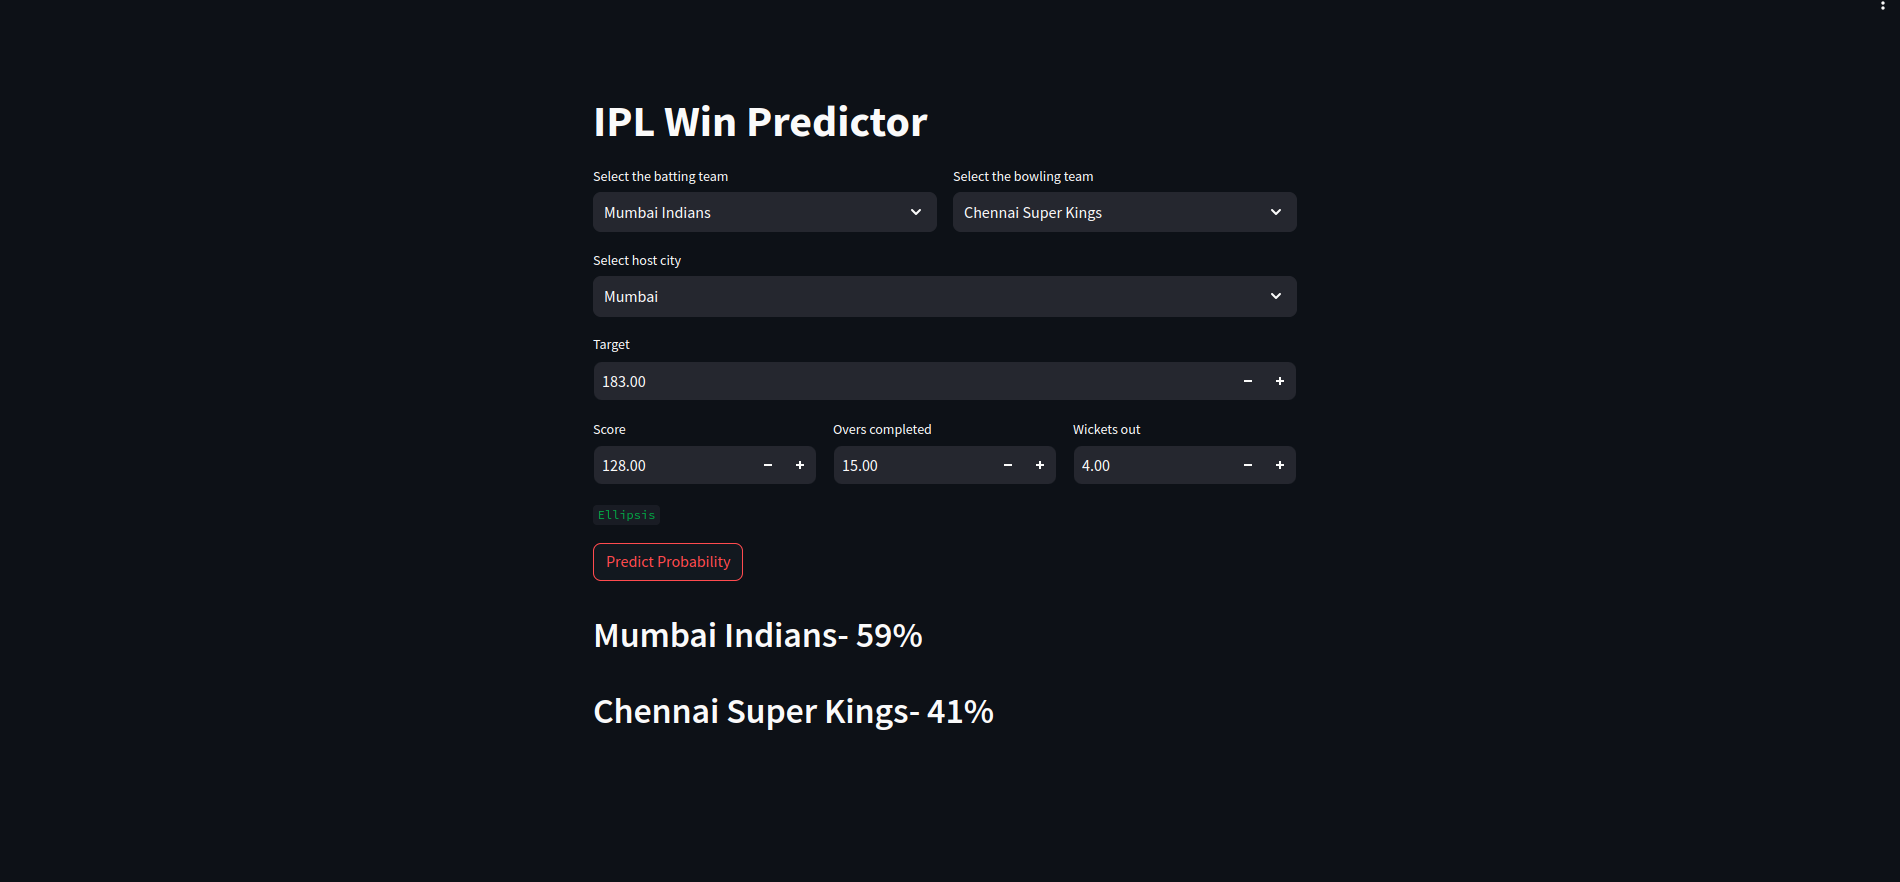 IPL Win Predictor
Select the batting team
Select the bowling team
Mumbai Indians
Chennai Super Kings
Select host city
Mumbai
Target
183.00
Score
Overs completed
Wickets out
128.00
15.00
4.00
Ellipsis
Predict Probability
Mumbai Indians- 59%
Chennai Super Kings- 41%